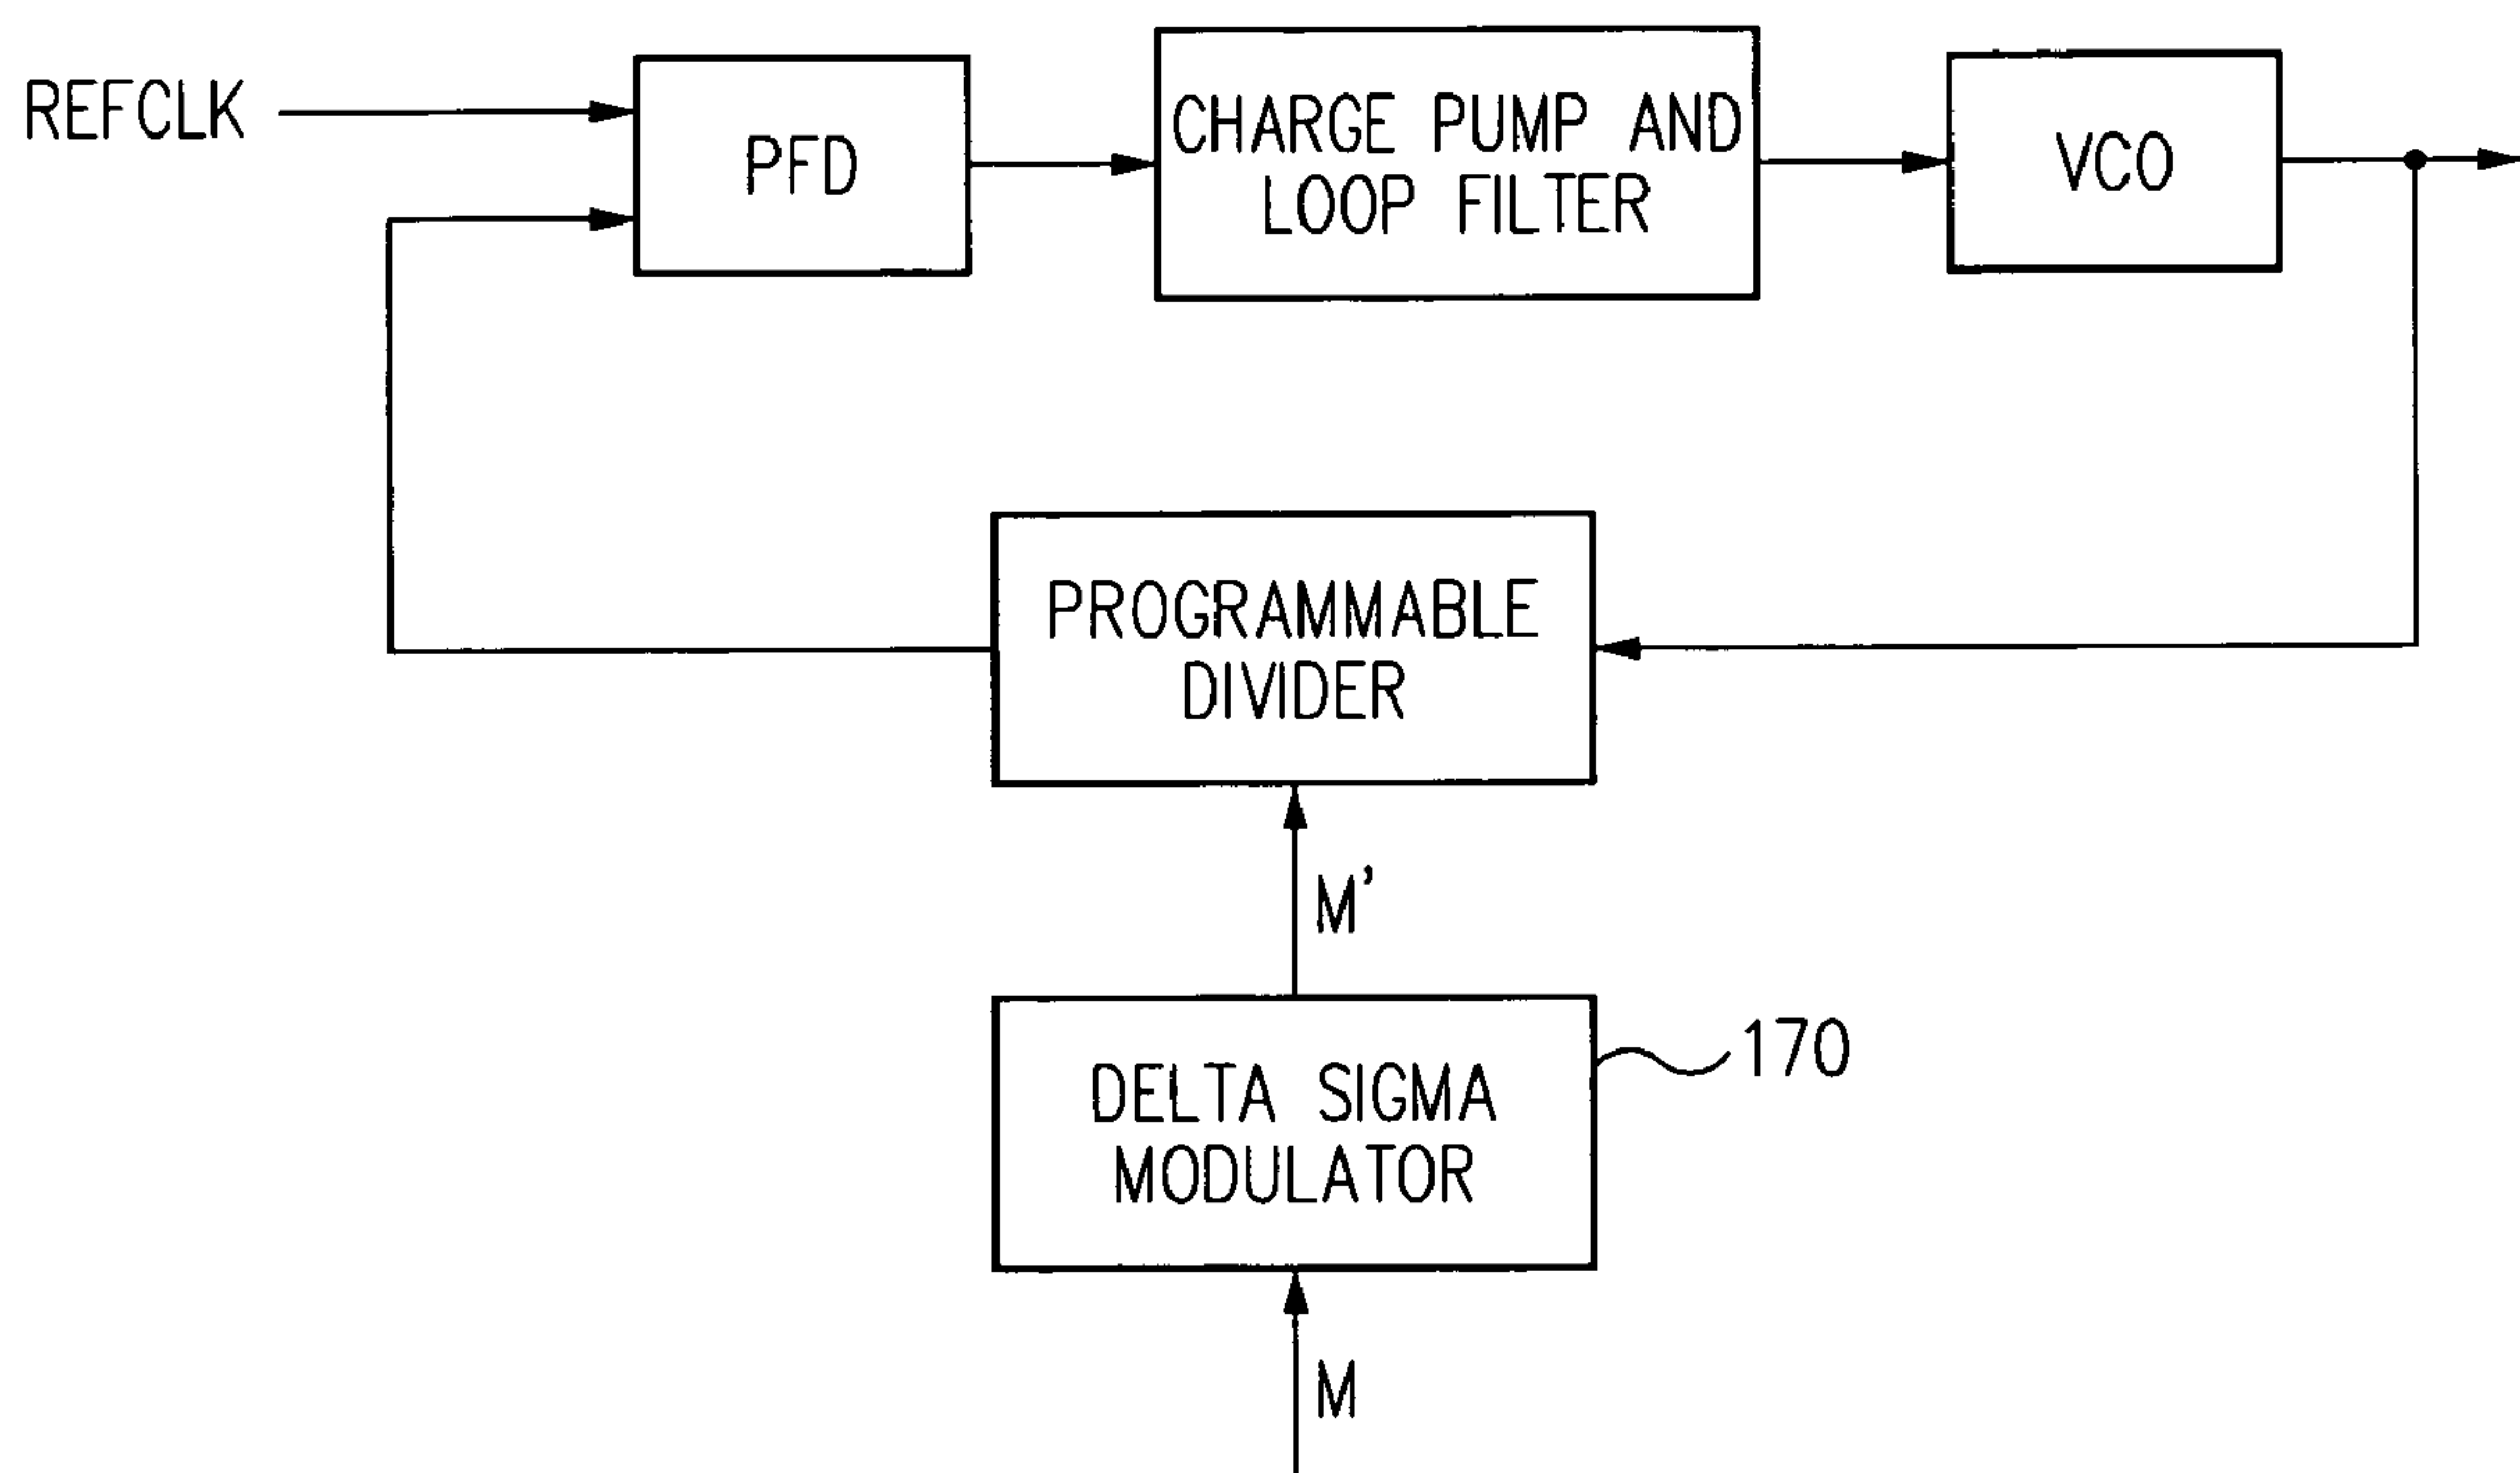 REFCLK
PFD
CHARGE PUMP AND
LOOP FILTER
VCO
PROGRAMMABLE
DIVIDER
M'
DELTA SIGMA
MODULATOR
170
M